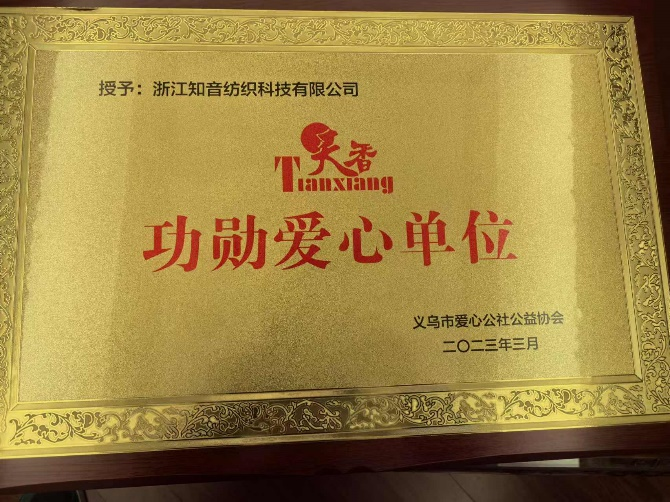 授予：浙江知音纺织科技有限公司
天香
Tianxiang
功勋爱心单位
义乌市爱心公社公益协会
二〇二三年三月